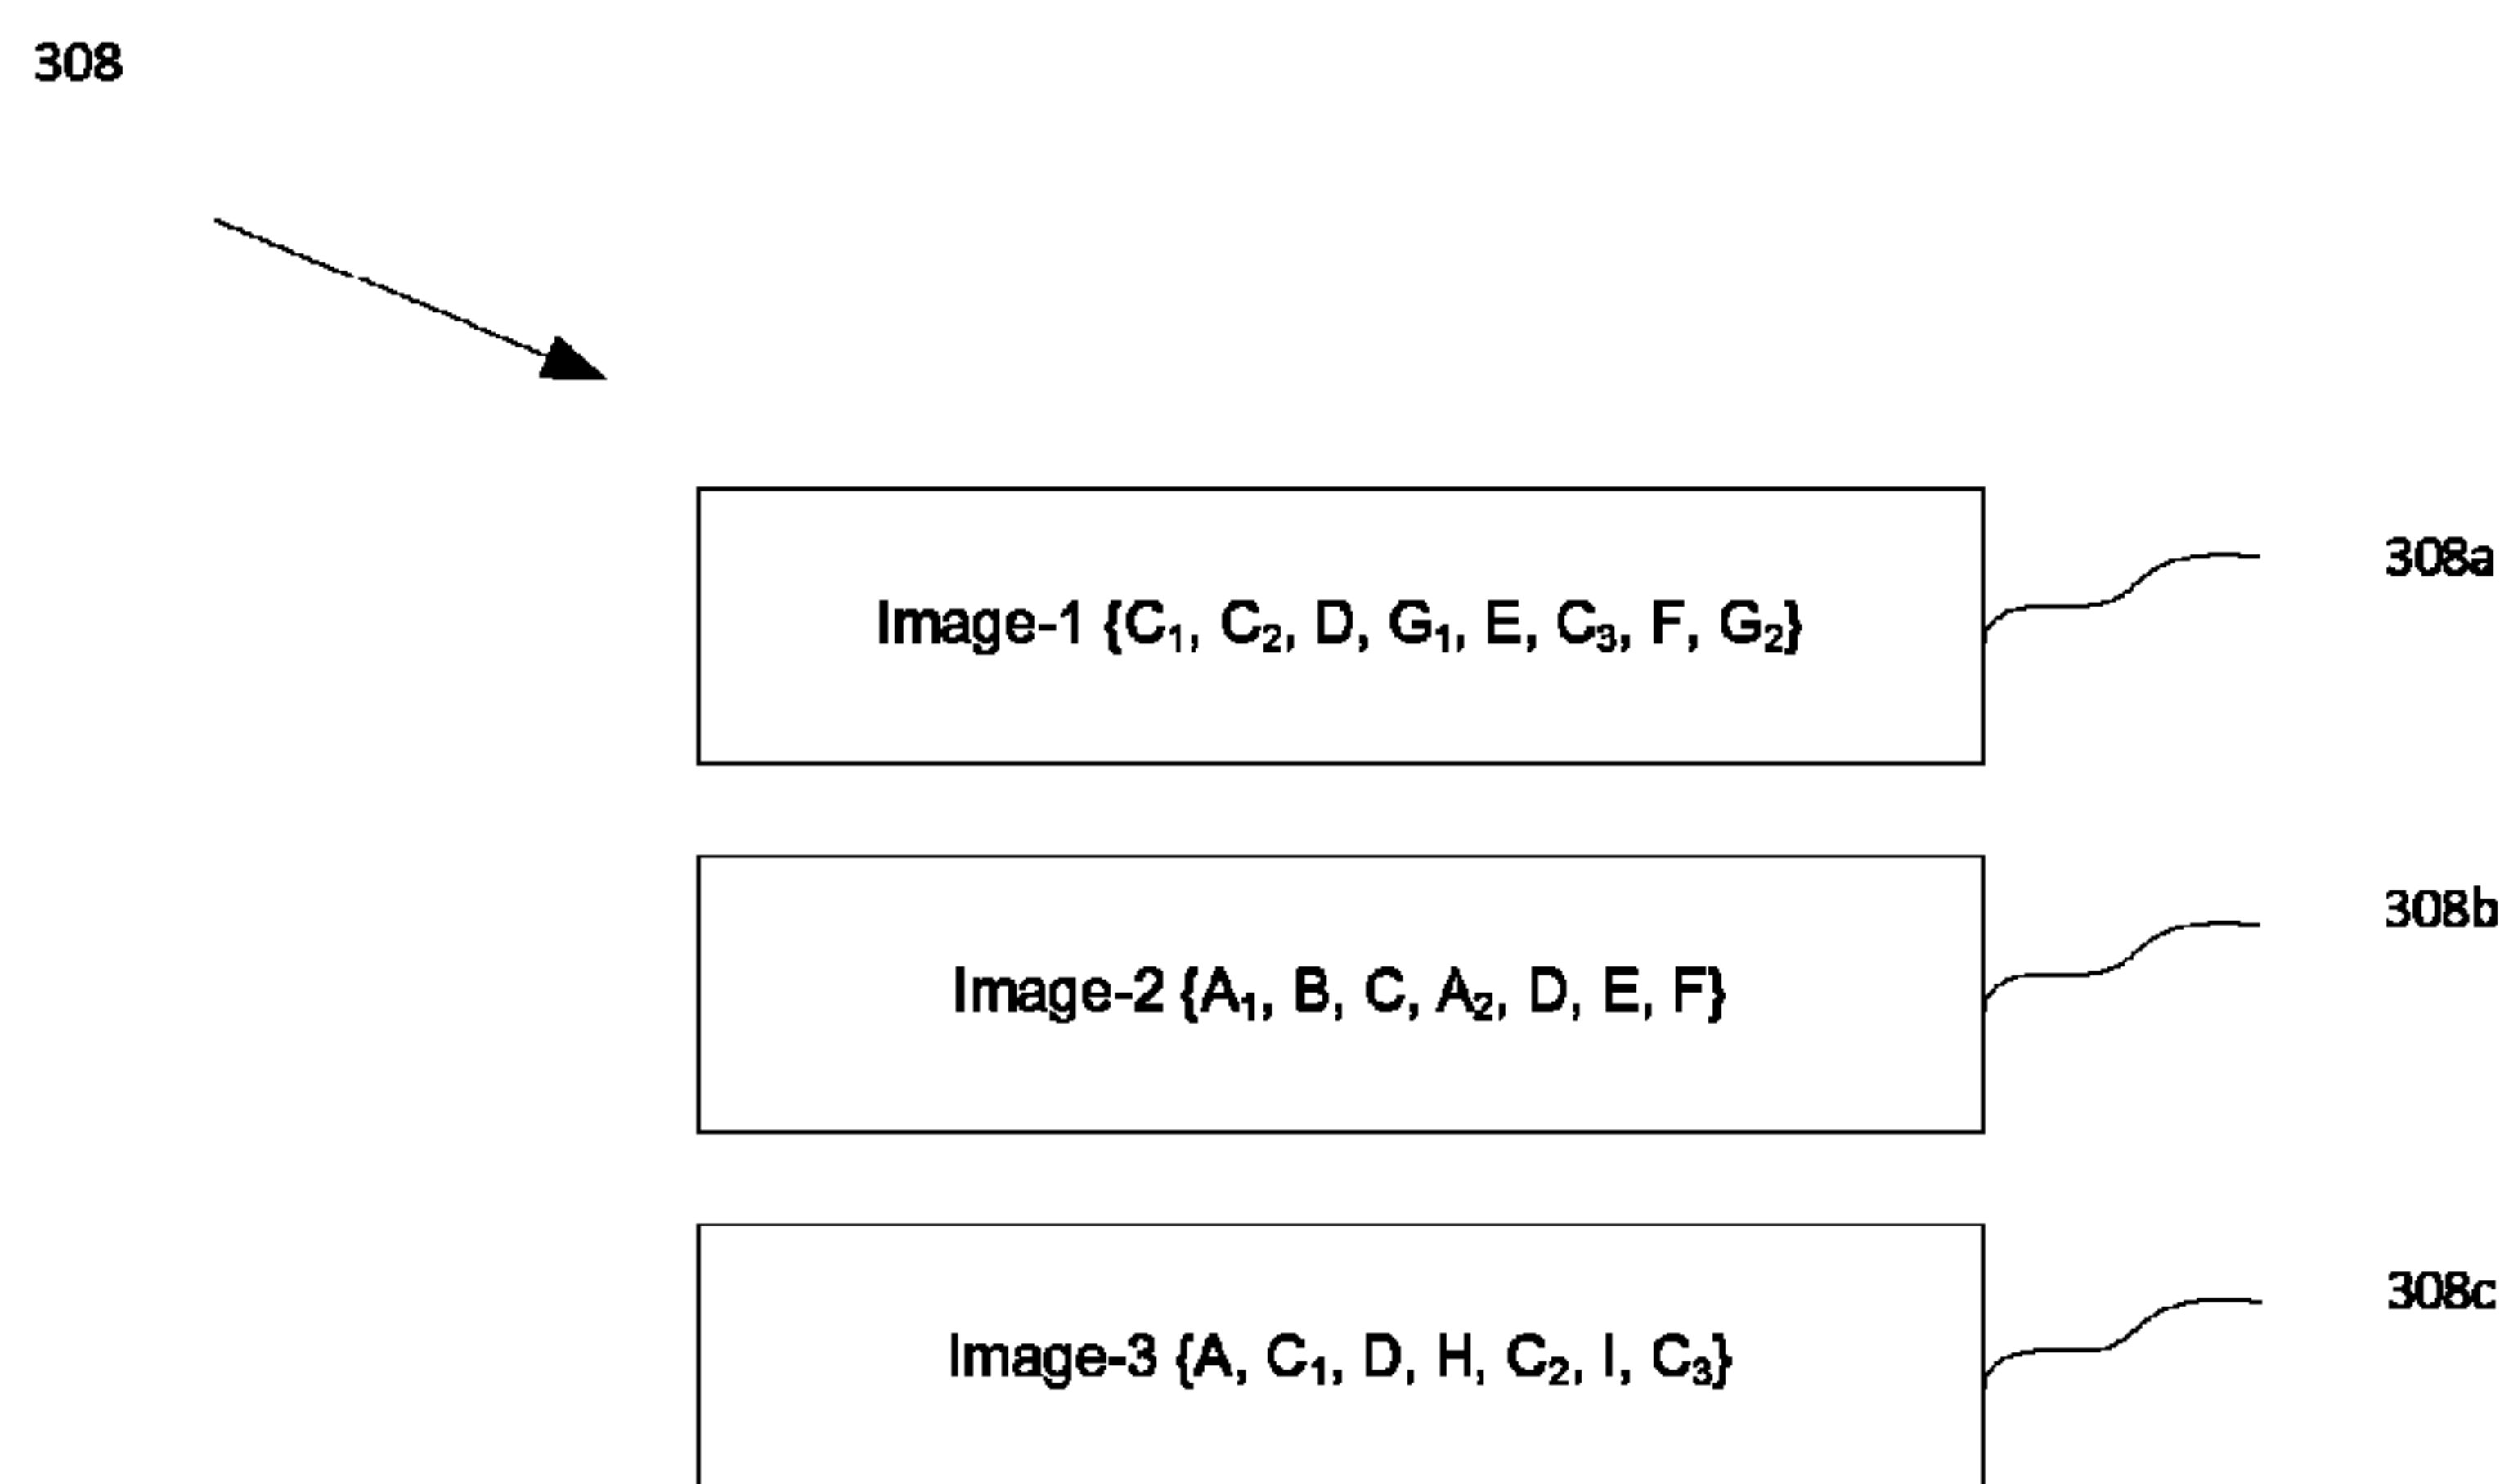 308
Image-1 {C₁, C₂, D, G₁, E, C₃, F, G₂}
308a
Image-2 {A₁, B, C, A₂, D, E, F}
308b
Image-3 {A, C₁, D, H, C₂, I, C₃}
308c